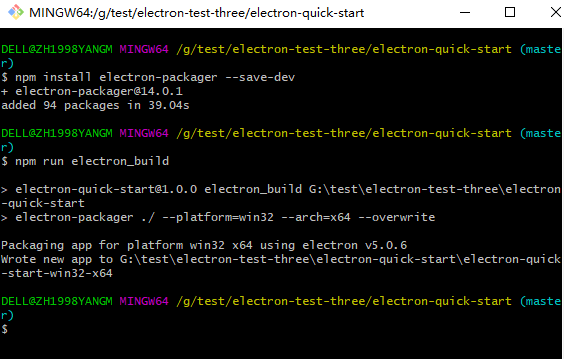 MINGW64:/g/test/electron-test-three/electron-quick-start
DELL@ZH1998YANGM MINGW64 /g/test/electron-test-three/electron-quick-start (maste
r)
$ npm install electron-packager --save-dev
+ electron-packager@14.0.1
added 94 packages in 39.04s
DELL@ZH1998YANGM MINGW64 /g/test/electron-test-three/electron-quick-start (maste
r)
$ npm run electron_build
> electron-quick-start@1.0.0 electron_build G:\test\electron-test-three\electron
-quick-start
> electron-packager ./ --platform=win32 --arch=x64 --overwrite
Packaging app for platform win32 x64 using electron v5.0.6
Wrote new app to G:\test\electron-test-three\electron-quick-start\electron-quick
-start-win32-x64
DELL@ZH1998YANGM MINGW64 /g/test/electron-test-three/electron-quick-start (maste
r)
$